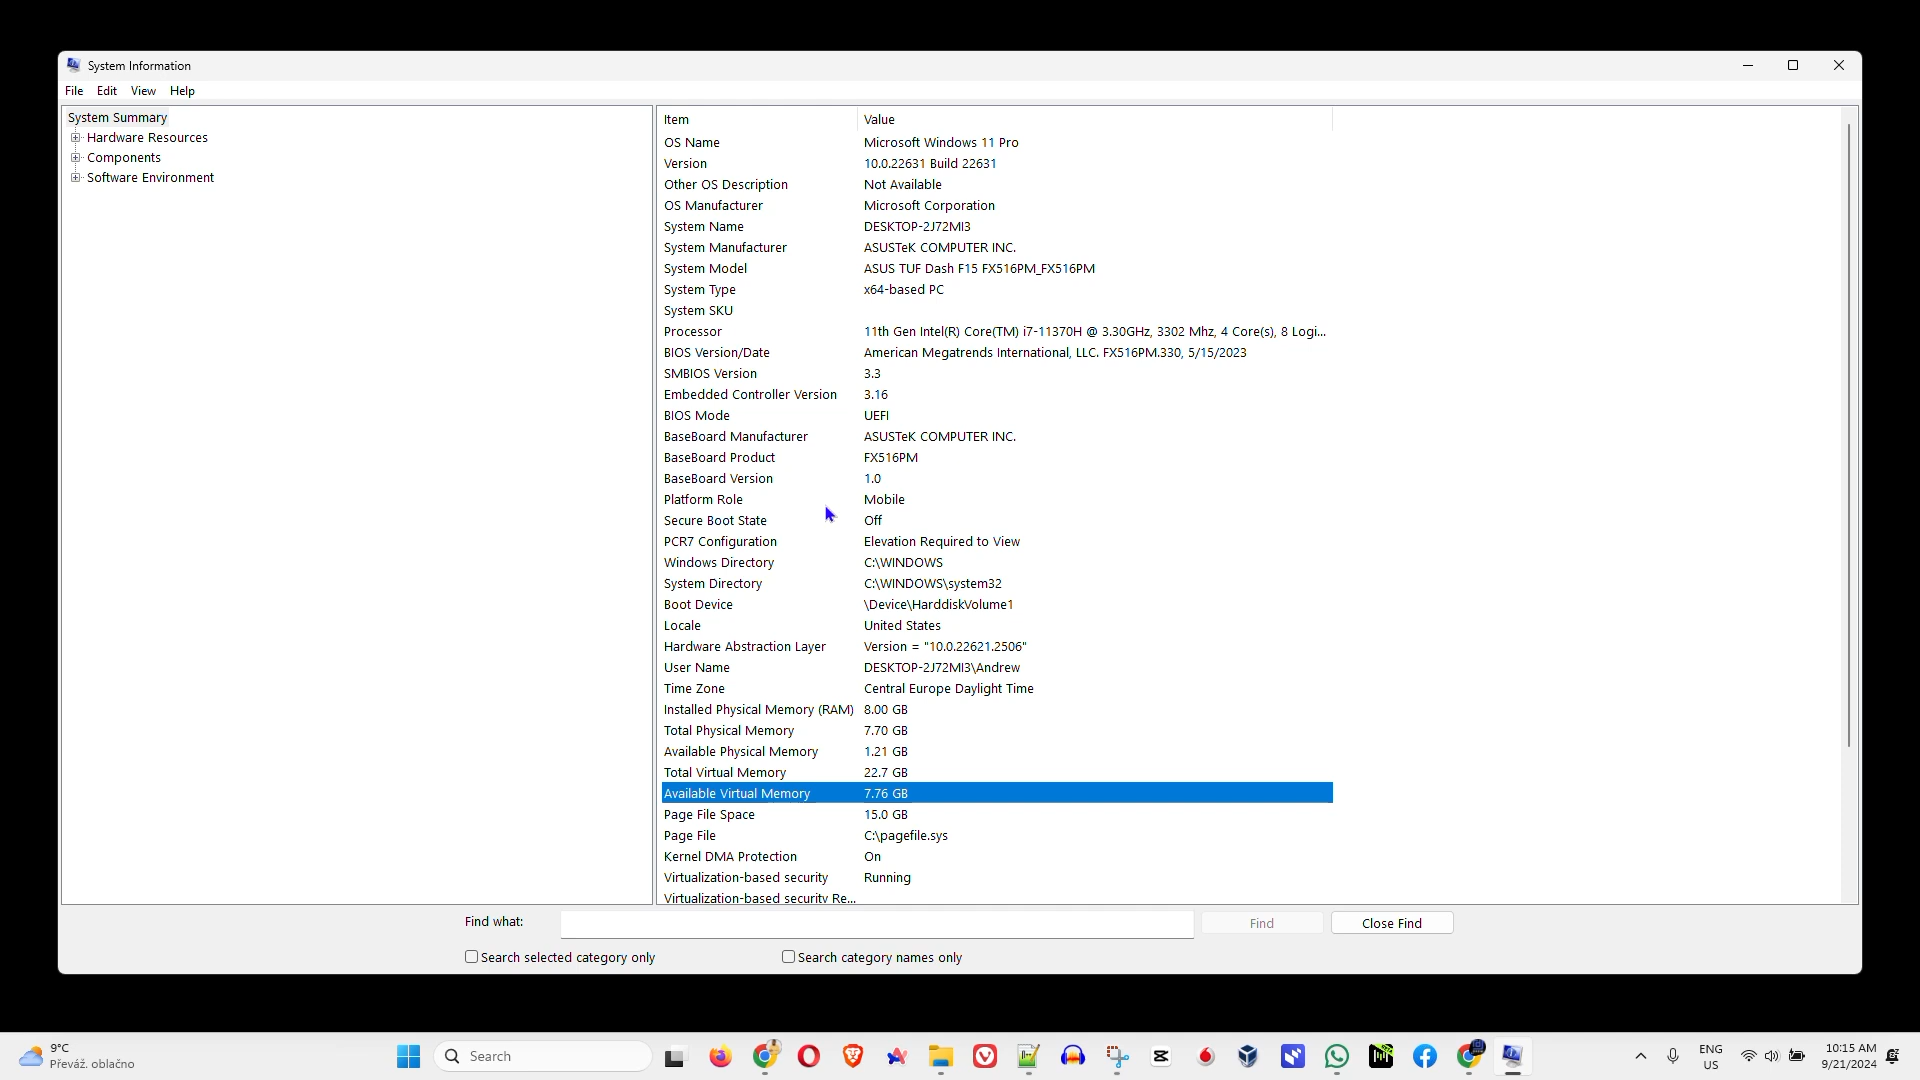 System Information
File Edit View Help
System Summary
Hardware Resources
Components
Software Environment
Item Value
OS Name Microsoft Windows 11 Pro
Version 10.0.22631 Build 22631
Other OS Description Not Available
OS Manufacturer Microsoft Corporation
System Name DESKTOP-2J72MI3
System Manufacturer ASUSTeK COMPUTER INC.
System Model ASUS TUF Dash F15 FX516PM_FX516PM
System Type x64-based PC
System SKU
Processor 11th Gen Intel(R) Core(TM) i7-11370H @ 3.30GHz, 3302 Mhz, 4 Core(s), 8 Logi...
BIOS Version/Date American Megatrends International, LLC. FX516PM.330, 5/15/2023
SMBIOS Version 3.3
Embedded Controller Version 3.16
BIOS Mode UEFI
BaseBoard Manufacturer ASUSTeK COMPUTER INC.
BaseBoard Product FX516PM
BaseBoard Version 1.0
Platform Role Mobile
Secure Boot State Off
PCR7 Configuration Elevation Required to View
Windows Directory C:\WINDOWS
System Directory C:\WINDOWS\system32
Boot Device \Device\HarddiskVolume1
Locale United States
Hardware Abstraction Layer Version = "10.0.22621.2506"
User Name DESKTOP-2J72MI3\Andrew
Time Zone Central Europe Daylight Time
Installed Physical Memory (RAM) 8.00 GB
Total Physical Memory 7.70 GB
Available Physical Memory 1.21 GB
Total Virtual Memory 22.7 GB
Available Virtual Memory 7.76 GB
Page File Space 15.0 GB
Page File C:\pagefile.sys
Kernel DMA Protection On
Virtualization-based security Running
Virtualization-based security Re...
Find what: Find Close Find
Search selected category only Search category names only
9°C
Převáž. oblačno
Search
ENG
US
10:15 AM
9/21/2024